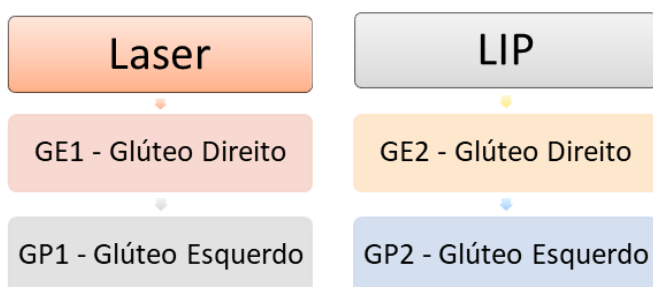 Laser
GE1 - Glúteo Direito
GP1 - Glúteo Esquerdo
LIP
GE2 - Glúteo Direito
GP2 - Glúteo Esquerdo